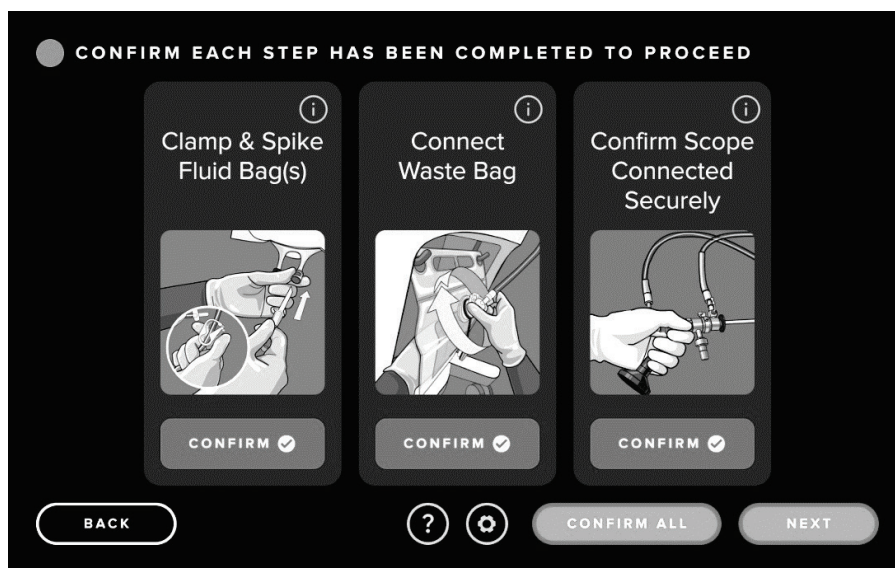 CONFIRM EACH STEP HAS BEEN COMPLETED TO PROCEED
Clamp & Spike
Fluid Bag(s)
CONFIRM
Connect
Waste Bag
CONFIRM
Confirm Scope
Connected
Securely
CONFIRM
BACK
?
CONFIRM ALL
NEXT